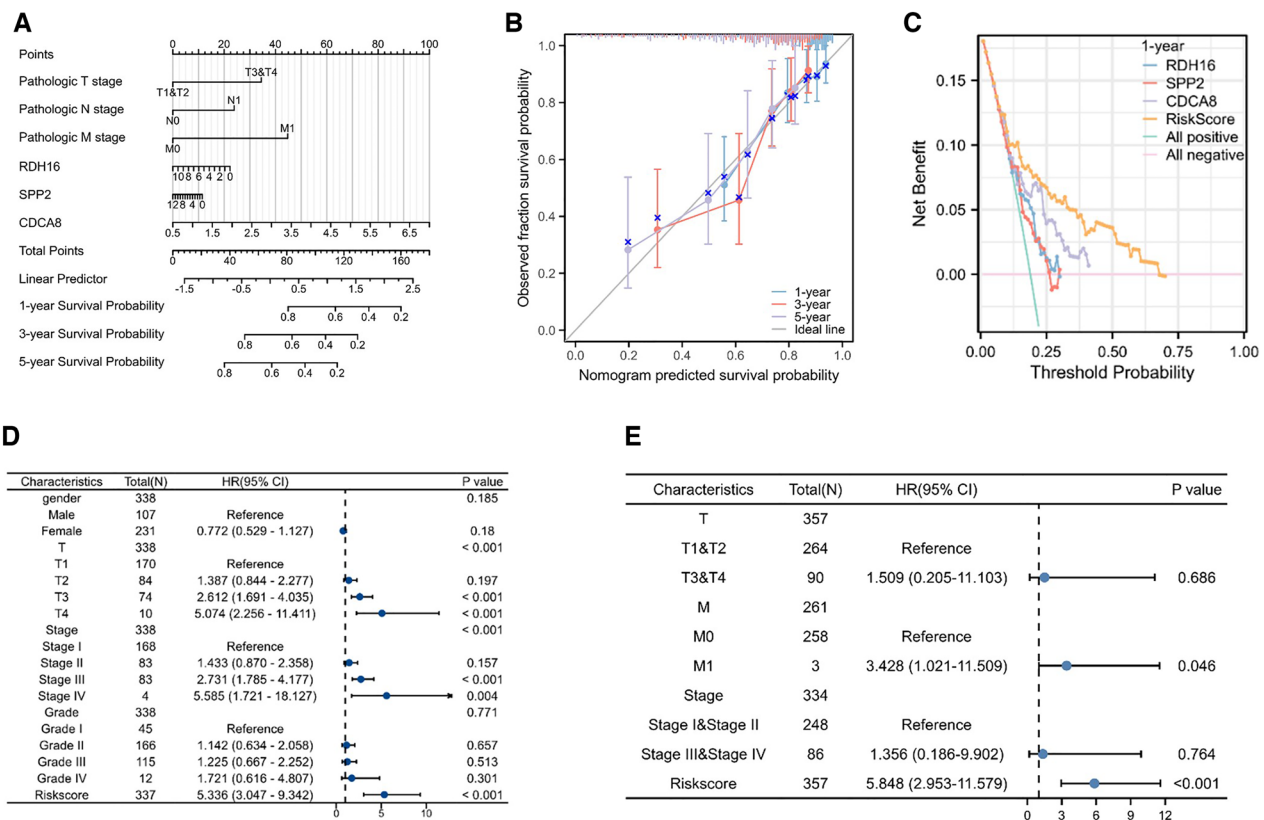 A
Points
0 20 40 60 80 100
Pathologic T stage
T3&T4
T1&T2
Pathologic N stage
N1
N0
Pathologic M stage
M1
M0
RDH16
10 8 6 4 2 0
SPP2
12 8 4 0
CDCA8
0.5 1.5 2.5 3.5 4.5 5.5 6.5
Total Points
0 40 80 120 160
Linear Predictor
-1.5 -0.5 0.5 1.5 2.5
1-year Survival Probability
0.8 0.6 0.4 0.2
3-year Survival Probability
0.8 0.6 0.4 0.2
5-year Survival Probability
0.8 0.6 0.4 0.2
B
Observed fraction survival probability
1.0
0.8
0.6
0.4
0.2
0.0
1-year
3-year
5-year
Ideal line
0.0 0.2 0.4 0.6 0.8 1.0
Nomogram predicted survival probability
C
Net Benefit
0.15
0.10
0.05
0.00
1-year
RDH16
SPP2
CDCA8
RiskScore
All positive
All negative
0.00 0.25 0.50 0.75 1.00
Threshold Probability
D
Characteristics Total(N) HR(95% CI) P value
gender 338 0.185
Male 107 Reference
Female 231 0.772 (0.529 - 1.127) 0.18
T 338 < 0.001
T1 170 Reference
T2 84 1.387 (0.844 - 2.277) 0.197
T3 74 2.612 (1.691 - 4.035) < 0.001
T4 10 5.074 (2.256 - 11.411) < 0.001
Stage 338 < 0.001
Stage I 168 Reference
Stage II 83 1.433 (0.870 - 2.358) 0.157
Stage III 83 2.731 (1.785 - 4.177) < 0.001
Stage IV 4 5.585 (1.721 - 18.127) 0.004
Grade 338 0.771
Grade I 45 Reference
Grade II 166 1.142 (0.634 - 2.058) 0.657
Grade III 115 1.225 (0.667 - 2.252) 0.513
Grade IV 12 1.721 (0.616 - 4.807) 0.301
Riskscore 337 5.336 (3.047 - 9.342) < 0.001
0 5 10
E
Characteristics Total(N) HR(95% CI) P value
T 357
T1&T2 264 Reference
T3&T4 90 1.509 (0.205-11.103) 0.686
M 261
M0 258 Reference
M1 3 3.428 (1.021-11.509) 0.046
Stage 334
Stage I&Stage II 248 Reference
Stage III&Stage IV 86 1.356 (0.186-9.902) 0.764
Riskscore 357 5.848 (2.953-11.579) <0.001
0 3 6 9 12